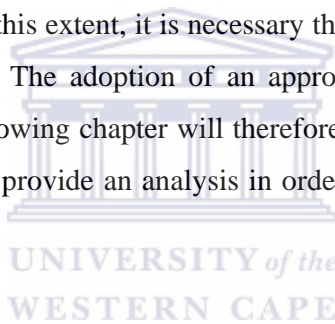 this extent, it is necessary th
The adoption of an appro
owing chapter will therefore
provide an analysis in orde
UNIVERSITY of the
WESTERN CAPE